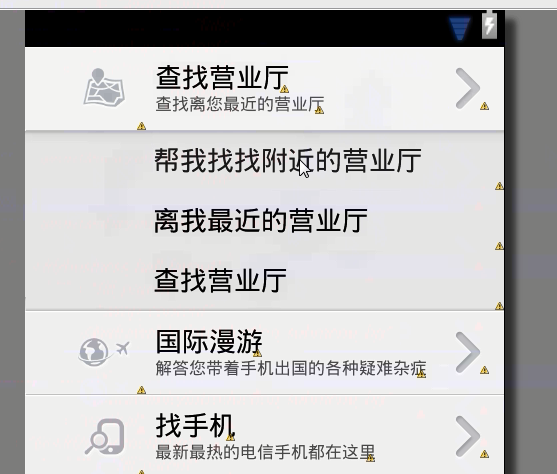 查找营业厅
查找离您最近的营业厅
帮我找找附近的营业厅
离我最近的营业厅
查找营业厅
国际漫游
解答您带着手机出国的各种疑难杂症
找手机
最新最热的电信手机都在这里